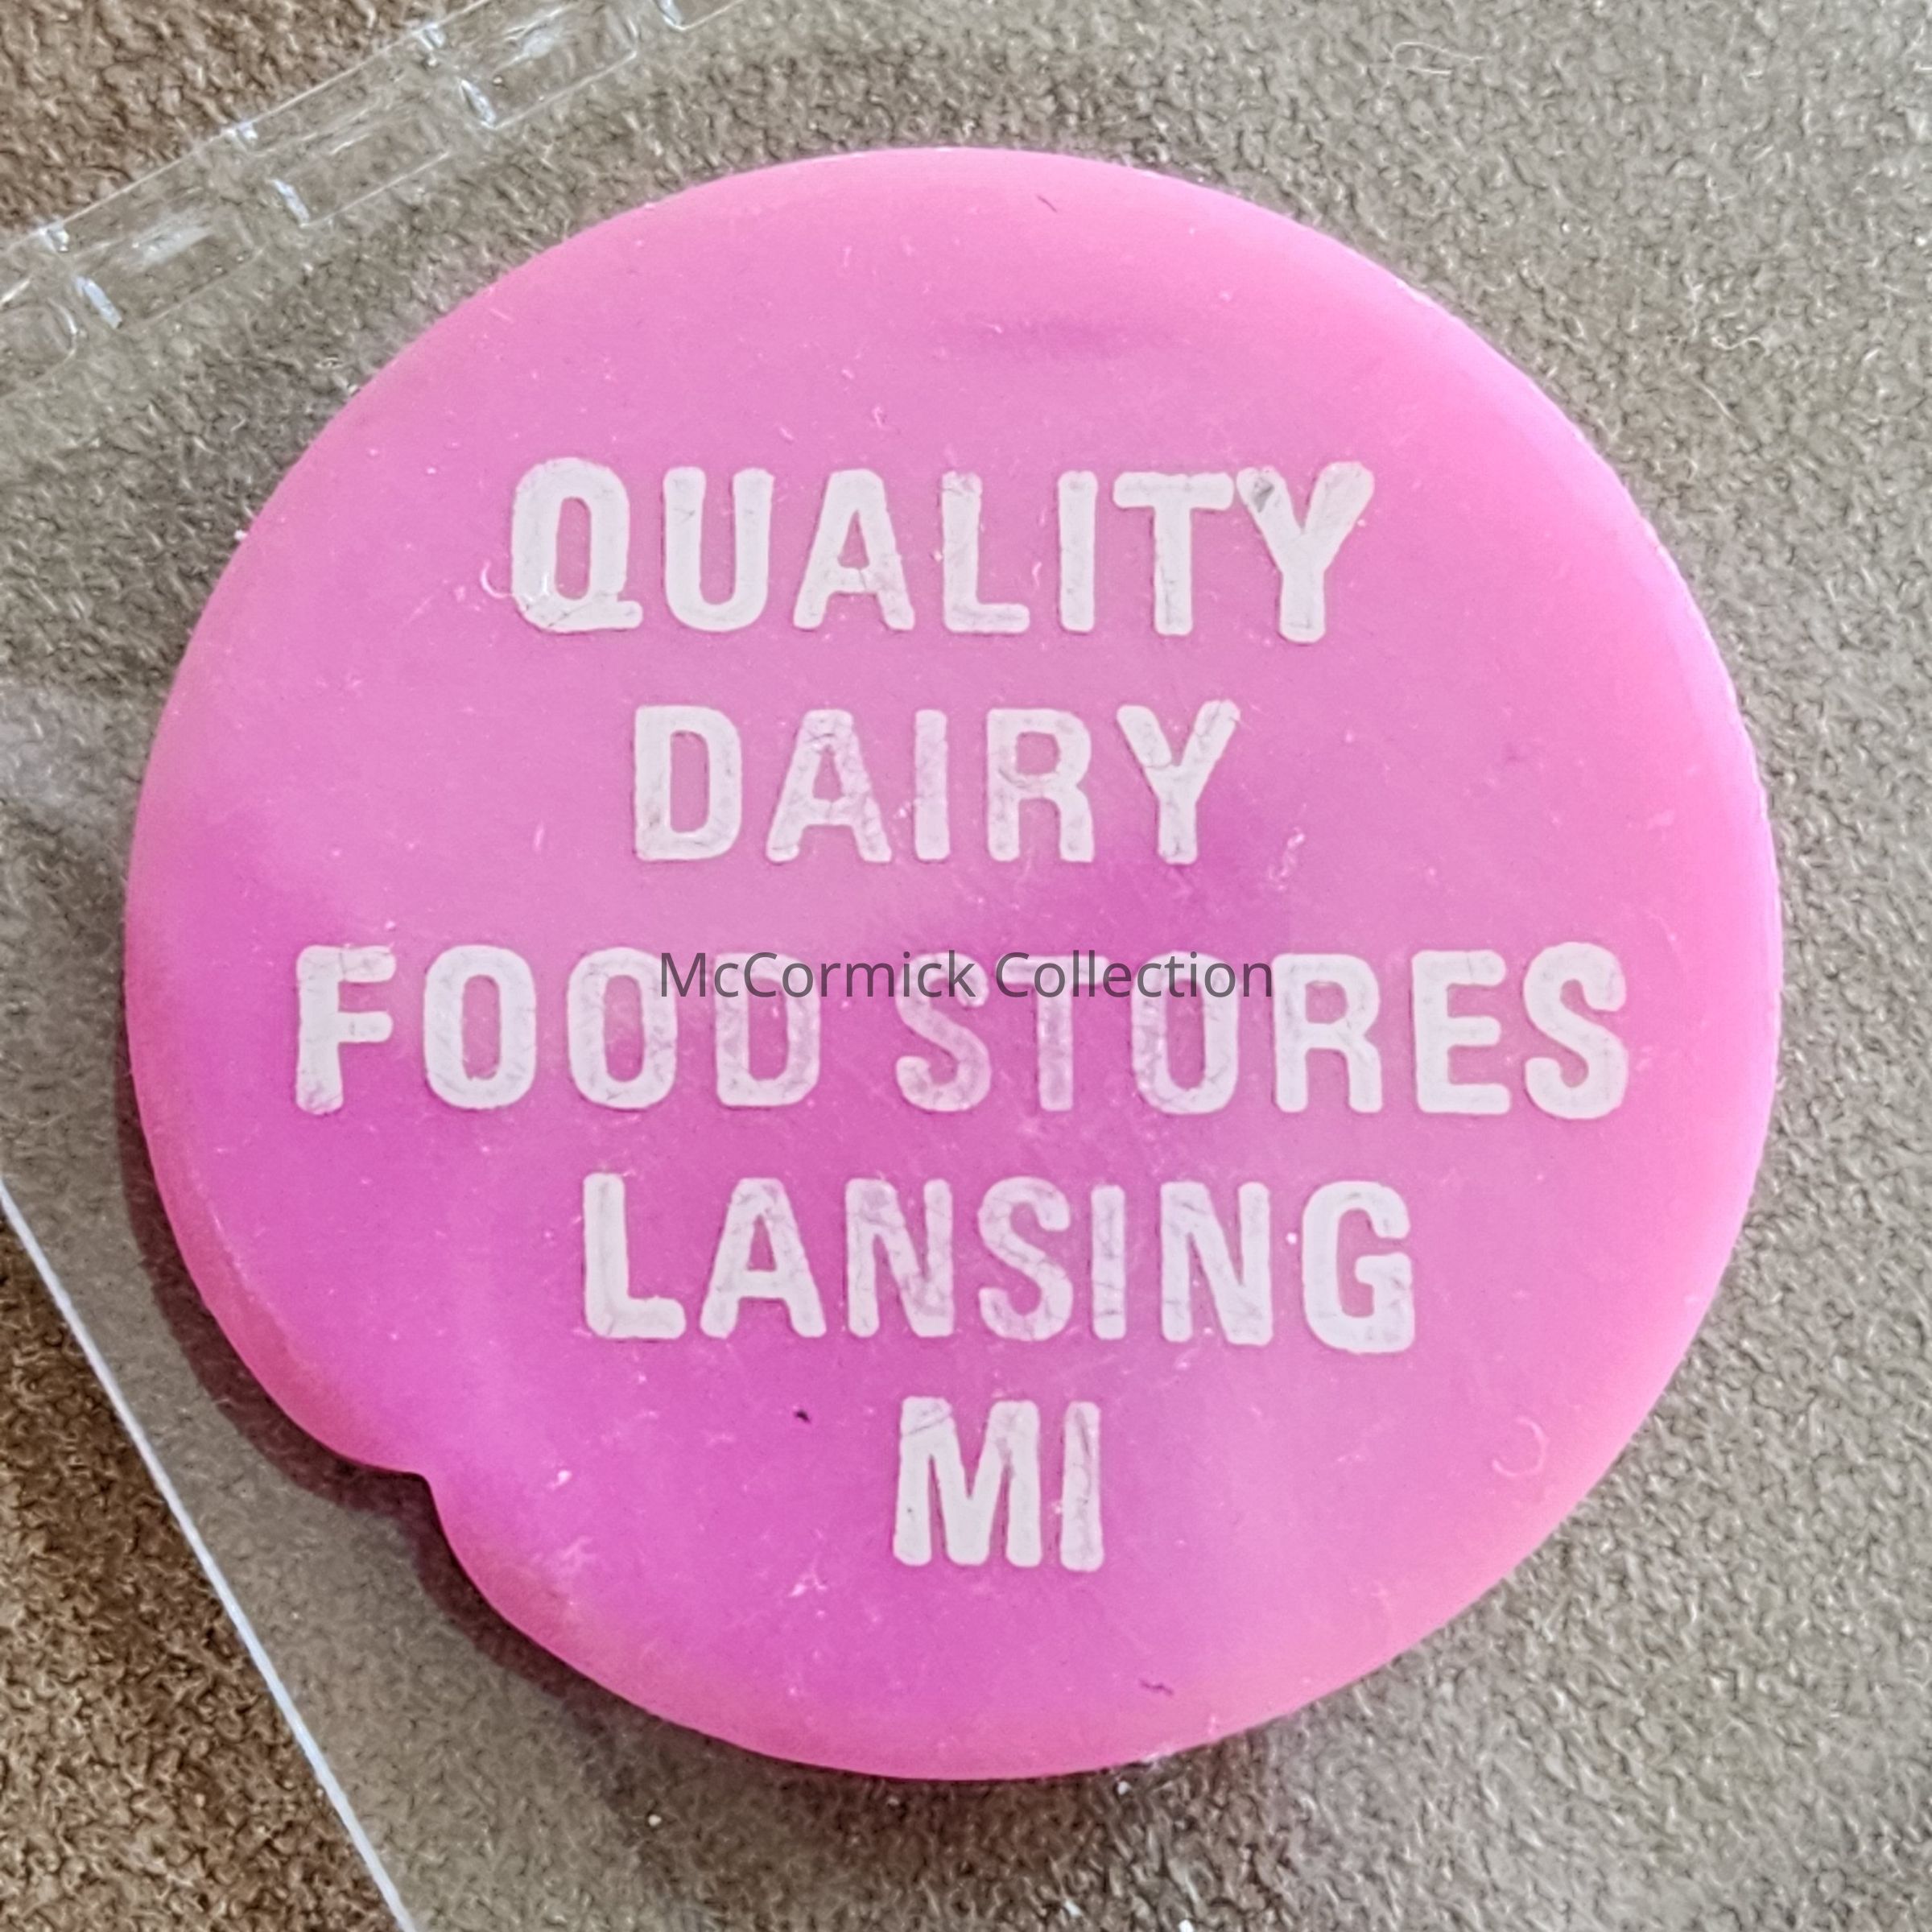 QUALITY
DAIRY
FOOD STORES
McCormick Collection
LANSING
MI